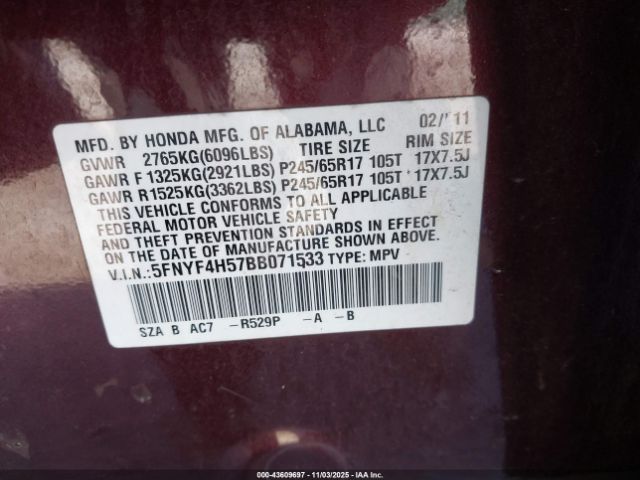 MFD. BY HONDA MFG. OF ALABAMA, LLC 02/11
GVWR 2765KG(6096LBS) TIRE SIZE RIM SIZE
GAWR F 1325KG(2921LBS) P245/65R17 105T 17X7.5J
GAWR R1525KG(3362LBS) P245/65R17 105T 17X7.5J
THIS VEHICLE CONFORMS TO ALL APPLICABLE
FEDERAL MOTOR VEHICLE SAFETY
AND THEFT PREVENTION STANDARDS IN EFFECT
ON THE DATE OF MANUFACTURE SHOWN ABOVE.
V.I.N.: 5FNYF4H57BB071533 TYPE: MPV
SZA B AC7 -R529P -A -B
000-43609697 - 11/03/2025 - IAAI.com